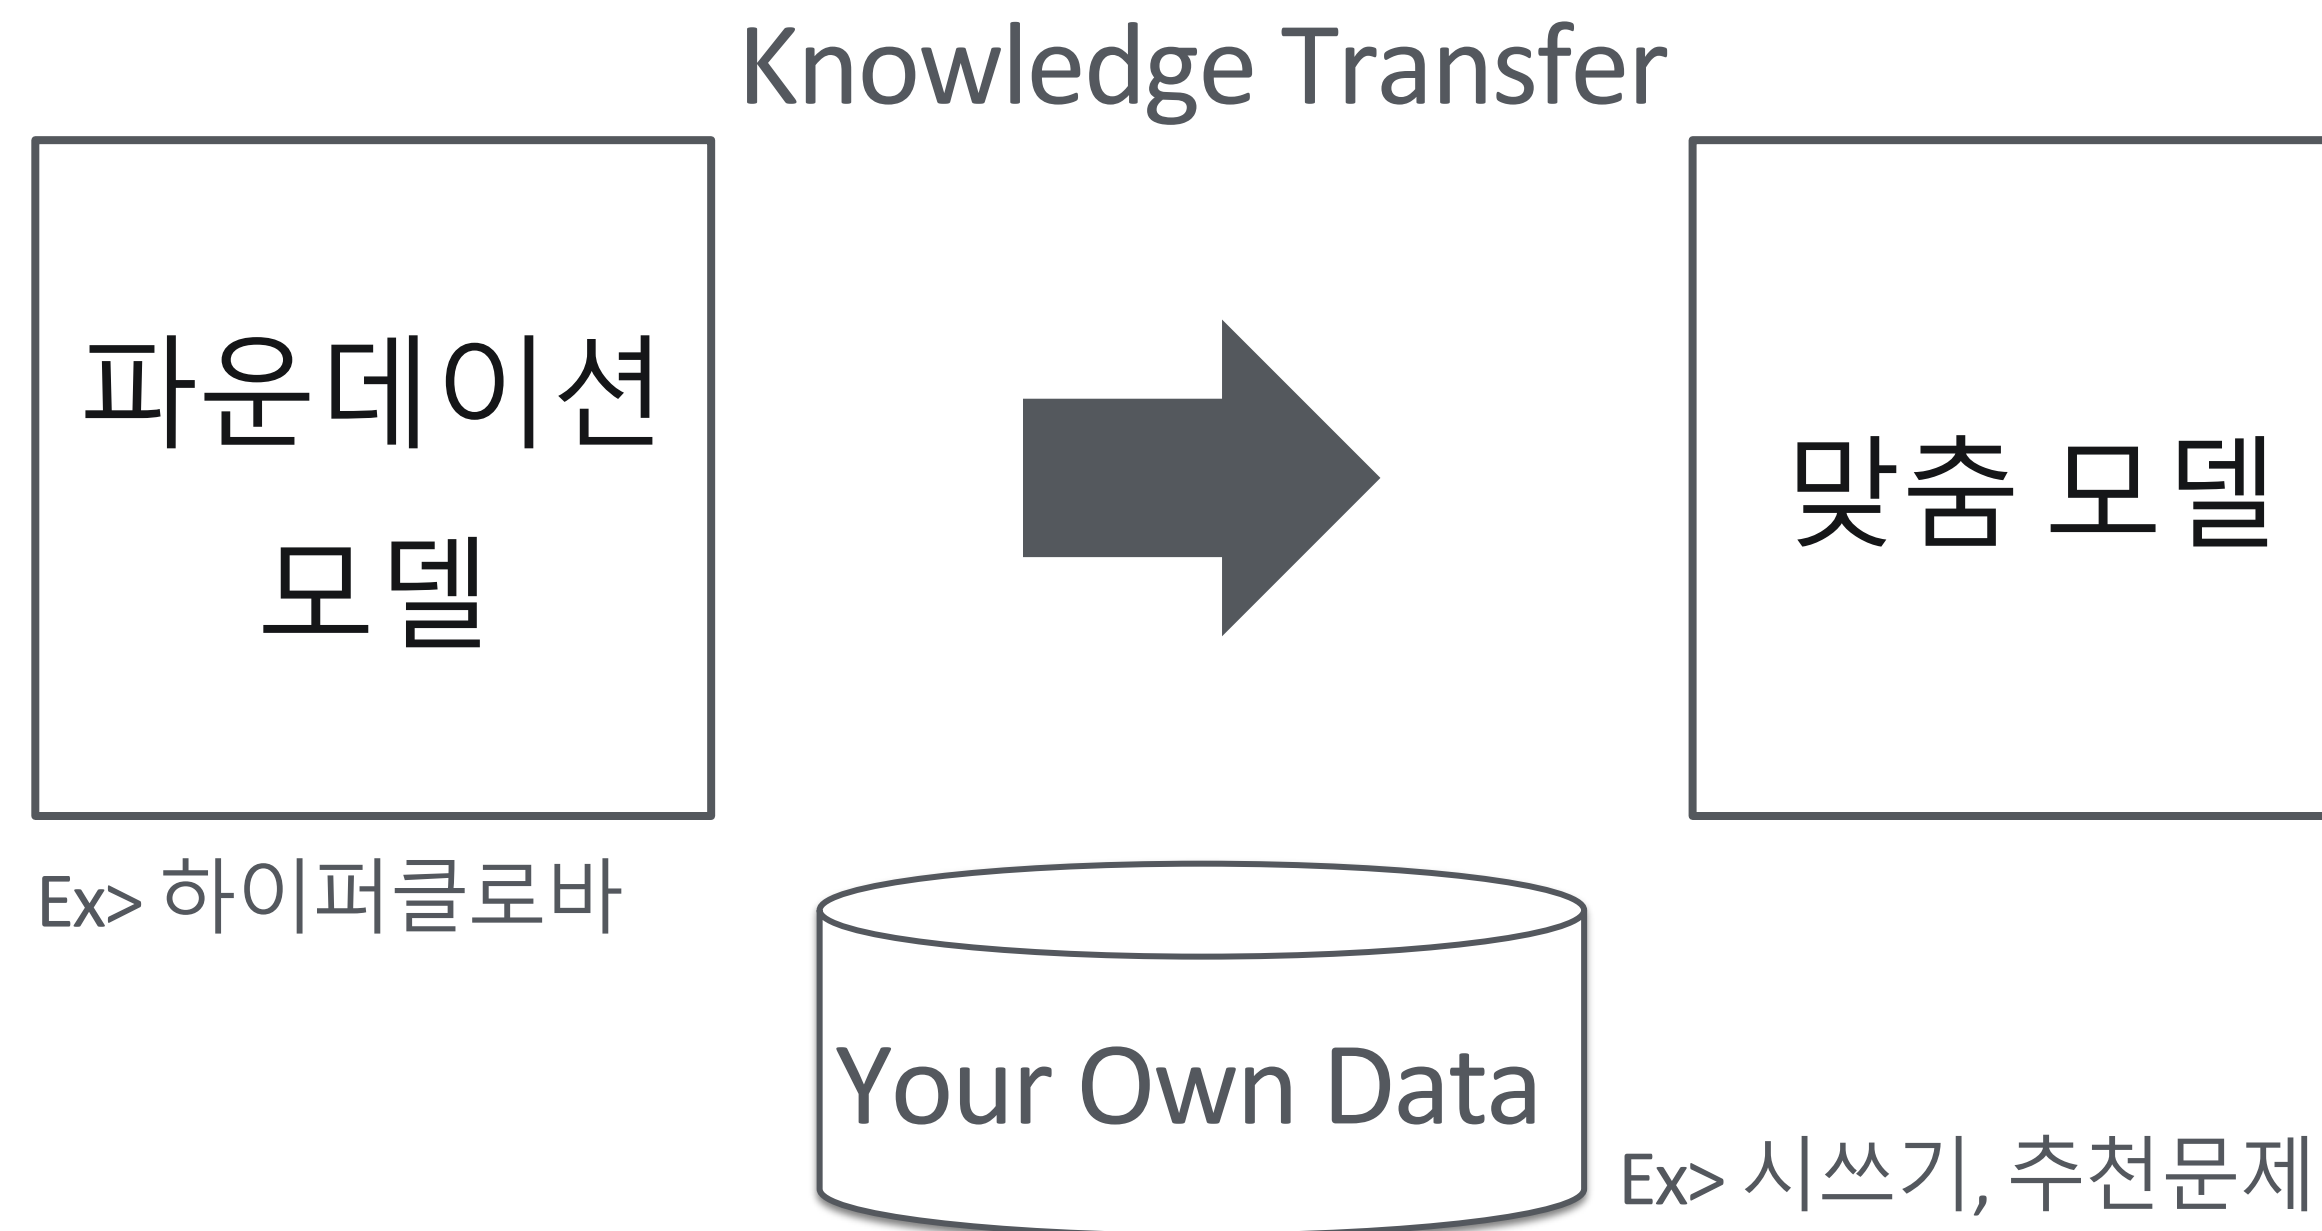 Knowledge Transfer
파운데이션
모델
맞춤 모델
Ex> 하이퍼클로바
Your Own Data
Ex> 시쓰기, 추천문제